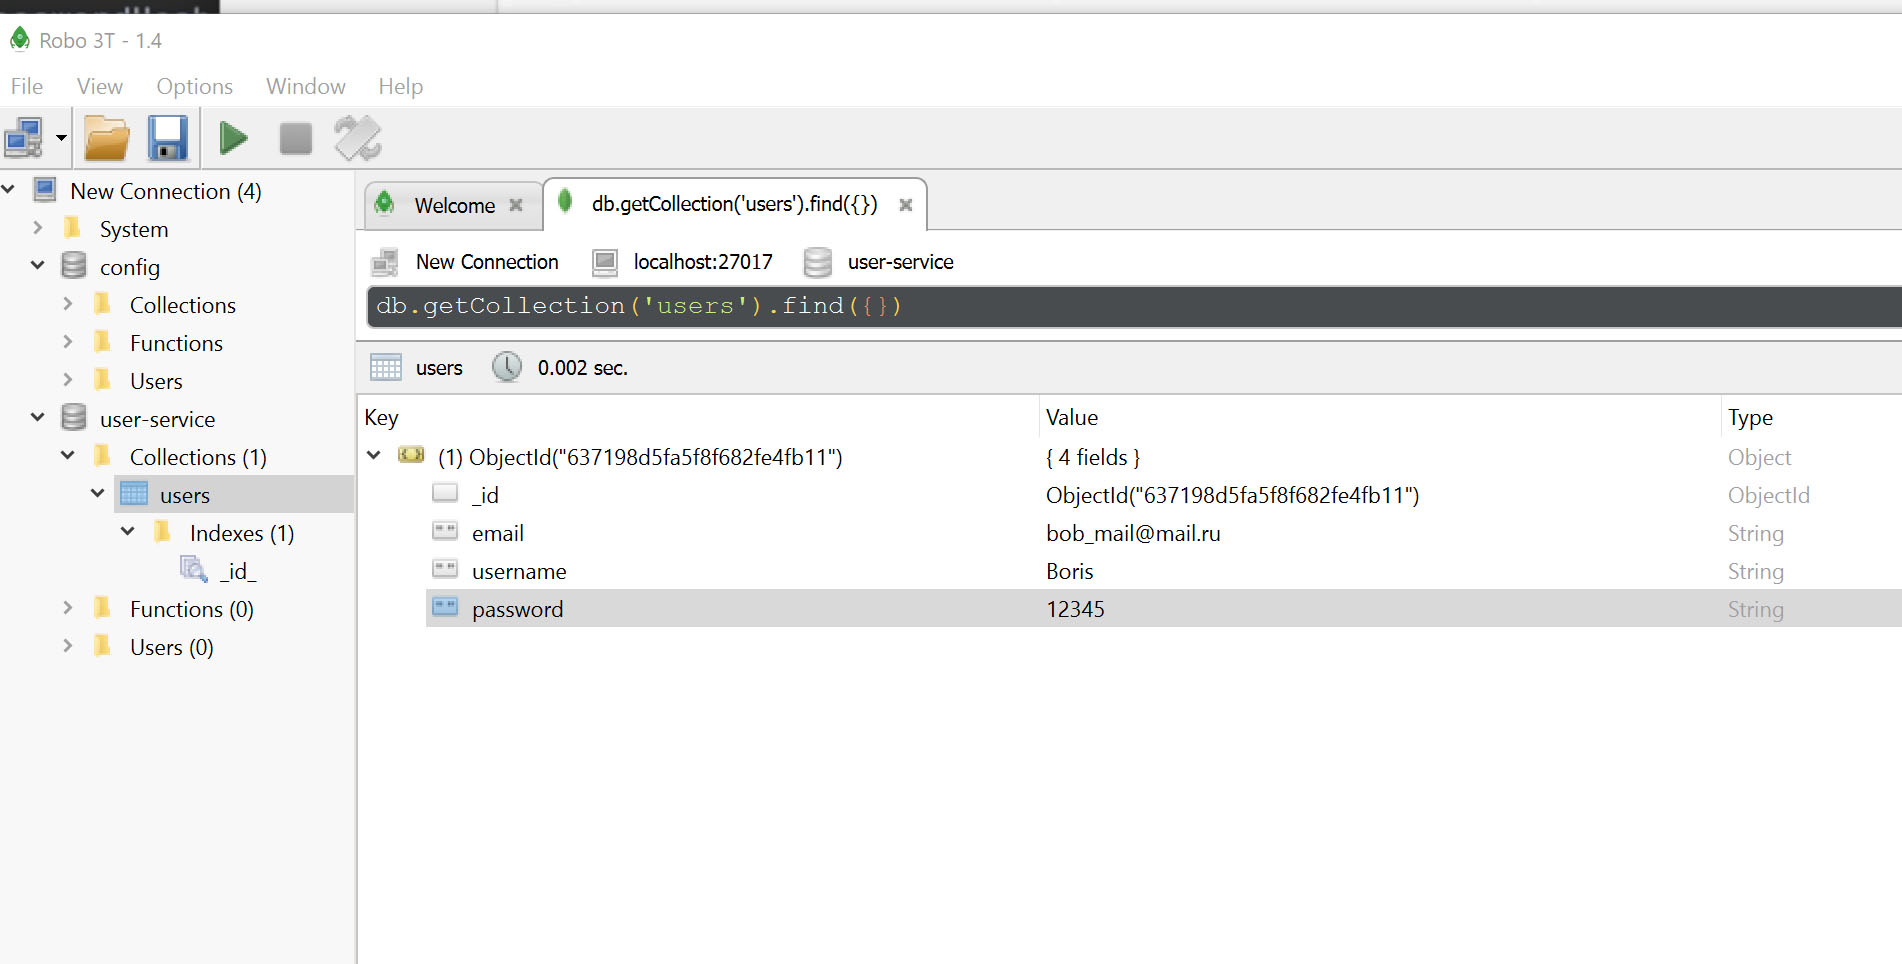 Robo 3T - 1.4
File View Options Window Help
New Connection (4)
System
config
Collections
Functions
Users
user-service
Collections (1)
users
Indexes (1)
_id_
Functions (0)
Users (0)
Welcome db.getCollection('users').find({})
New Connection localhost:27017 user-service
db.getCollection('users').find({})
users 0.002 sec.
Key Value Type
(1) ObjectId("637198d5fa5f8f682fe4fb11") { 4 fields } Object
_id ObjectId("637198d5fa5f8f682fe4fb11") ObjectId
email bob_mail@mail.ru String
username Boris String
password 12345 String